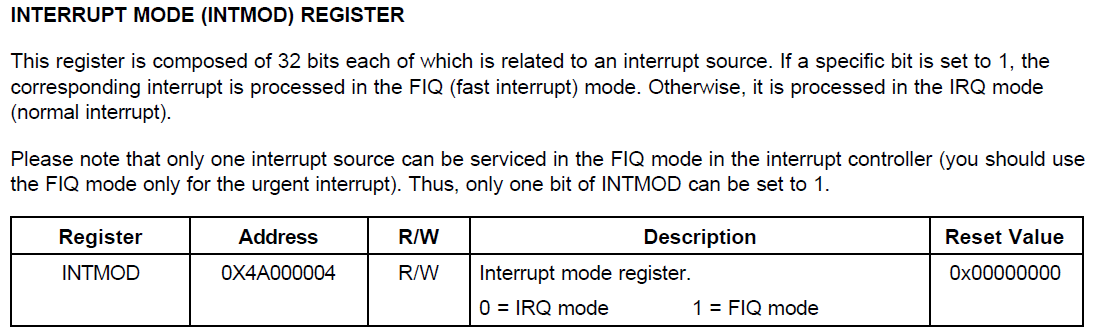 INTERRUPT MODE (INTMOD) REGISTER
This register is composed of 32 bits each of which is related to an interrupt source. If a specific bit is set to 1, the
corresponding interrupt is processed in the FIQ (fast interrupt) mode. Otherwise, it is processed in the IRQ mode
(normal interrupt).
Please note that only one interrupt source can be serviced in the FIQ mode in the interrupt controller (you should use
the FIQ mode only for the urgent interrupt). Thus, only one bit of INTMOD can be set to 1.
Register Address R/W Description Reset Value
INTMOD 0X4A000004 R/W Interrupt mode register. 0x00000000
0 = IRQ mode 1 = FIQ mode